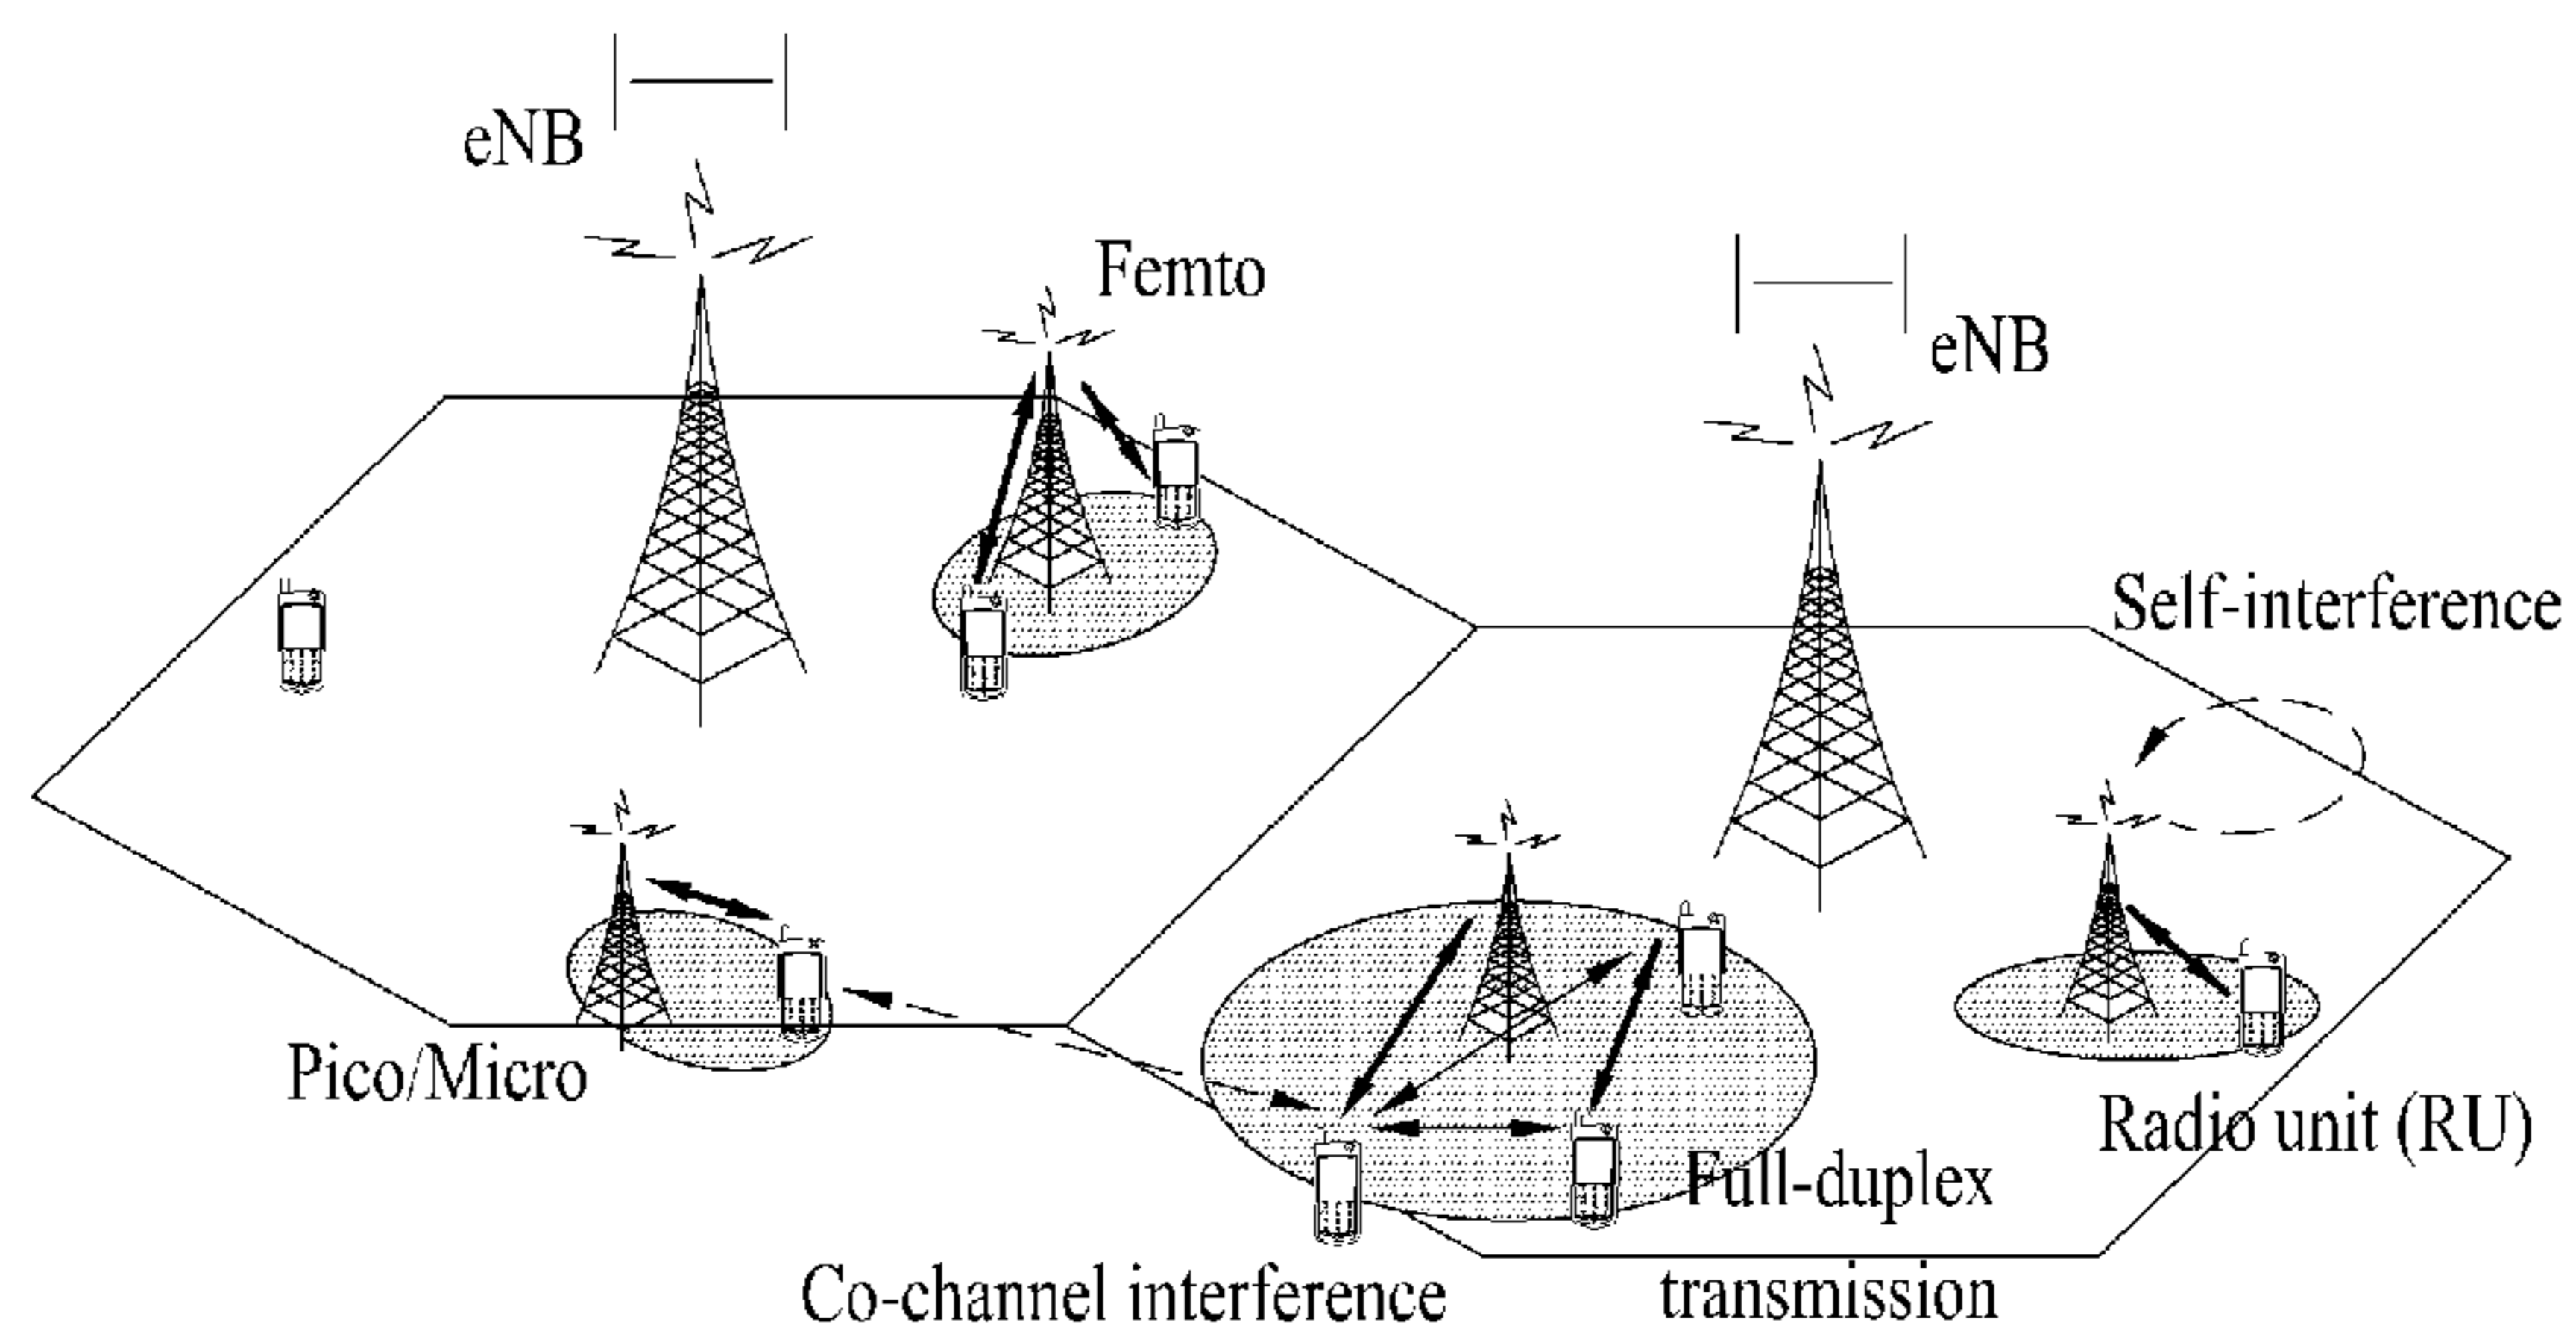 eNB
Femto
eNB
Self-interference
Pico/Micro
Radio unit (RU)
Full-duplex
transmission
Co-channel interference